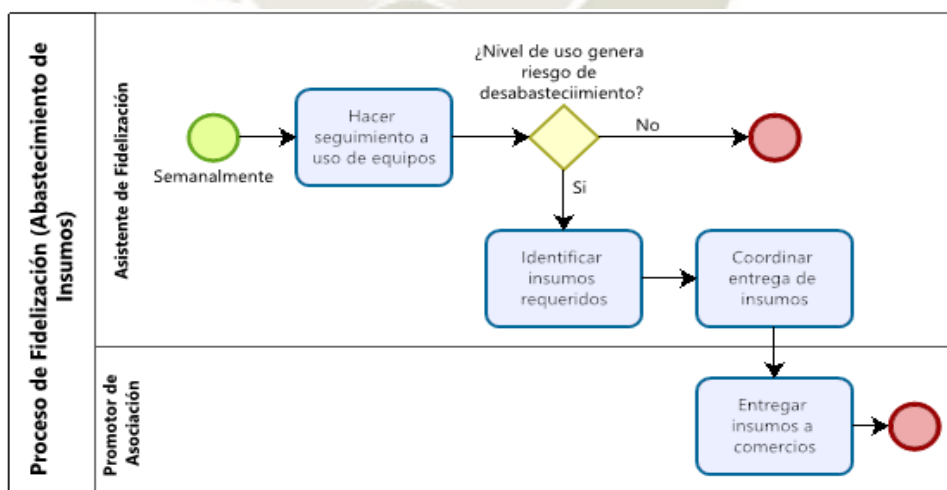 Proceso de Fidelización (Abastecimiento de
Insumos)
Asistente de Fidelización
Semanalmente
Hacer
seguimiento a
uso de equipos
¿Nivel de uso genera
riesgo de
desabasteciimiento?
No
Si
Identificar
insumos
requeridos
Coordinar
entrega de
insumos
Promotor de
Asociación
Entregar
insumos a
comercios